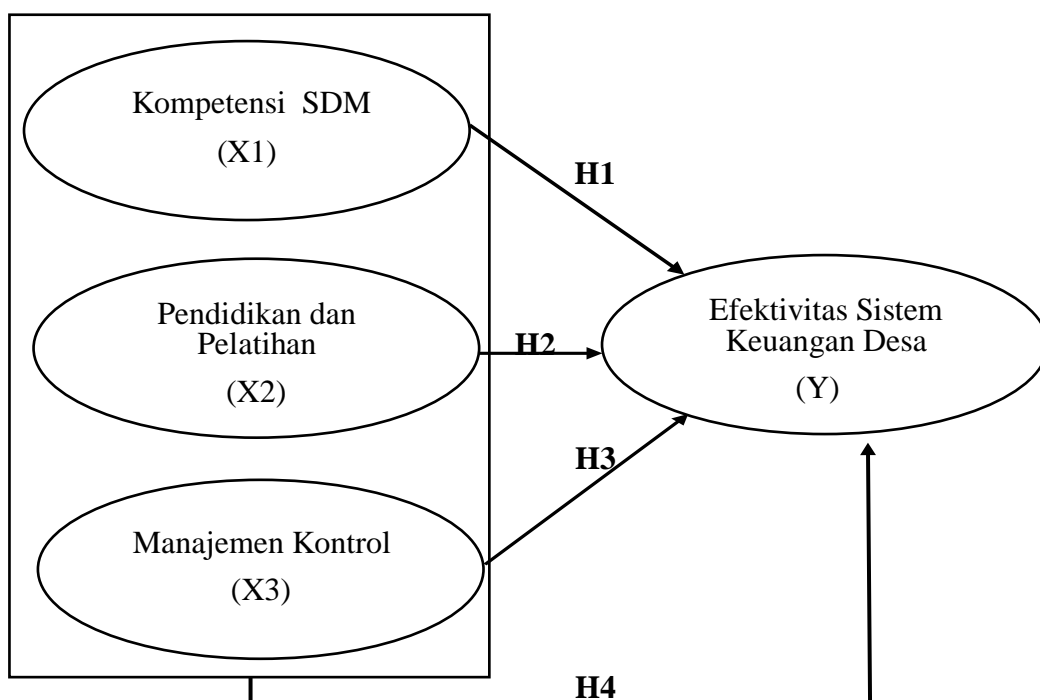 Kompetensi SDM
(X1)
H1
Pendidikan dan
Pelatihan
(X2)
H2
Efektivitas Sistem
Keuangan Desa
(Y)
H3
Manajemen Kontrol
(X3)
H4